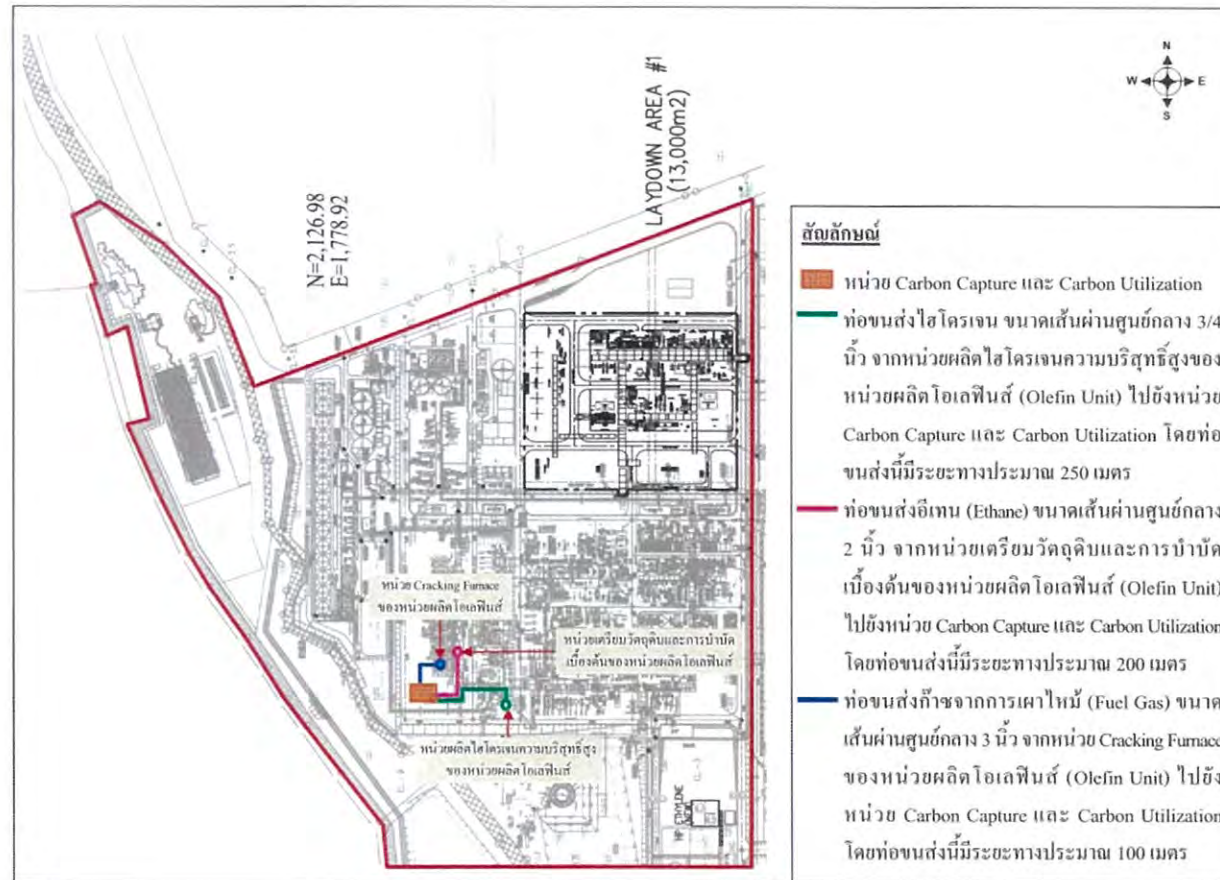 N
W E
S
LAYDOWN AREA #1
(13,000m2)
N=2,126.98
E=1,778.92
หน่วย Cracking Furnace
ของหน่วยผลิตโอเลฟินส์
หน่วยเตรียมวัตถุดิบและการบำบัด
เบื้องต้นของหน่วยผลิตโอเลฟินส์
หน่วยผลิตไฮโดรเจนความบริสุทธิ์สูง
ของหน่วยผลิตโอเลฟินส์
HP ETHYLENE
สัญลักษณ์
หน่วย Carbon Capture และ Carbon Utilization
ท่อขนส่งไฮโดรเจน ขนาดเส้นผ่านศูนย์กลาง 3/4
นิ้ว จากหน่วยผลิตไฮโดรเจนความบริสุทธิ์สูงของ
หน่วยผลิตโอเลฟินส์ (Olefin Unit) ไปยังหน่วย
Carbon Capture และ Carbon Utilization โดยท่อ
ขนส่งนี้มีระยะทางประมาณ 250 เมตร
ท่อขนส่งอีเทน (Ethane) ขนาดเส้นผ่านศูนย์กลาง
2 นิ้ว จากหน่วยเตรียมวัตถุดิบและการบำบัด
เบื้องต้นของหน่วยผลิตโอเลฟินส์ (Olefin Unit)
ไปยังหน่วย Carbon Capture และ Carbon Utilization
โดยท่อขนส่งนี้มีระยะทางประมาณ 200 เมตร
ท่อขนส่งก๊าซจากการเผาไหม้ (Fuel Gas) ขนาด
เส้นผ่านศูนย์กลาง 3 นิ้ว จากหน่วย Cracking Furnace
ของหน่วยผลิตโอเลฟินส์ (Olefin Unit) ไปยัง
หน่วย Carbon Capture และ Carbon Utilization
โดยท่อขนส่งนี้มีระยะทางประมาณ 100 เมตร